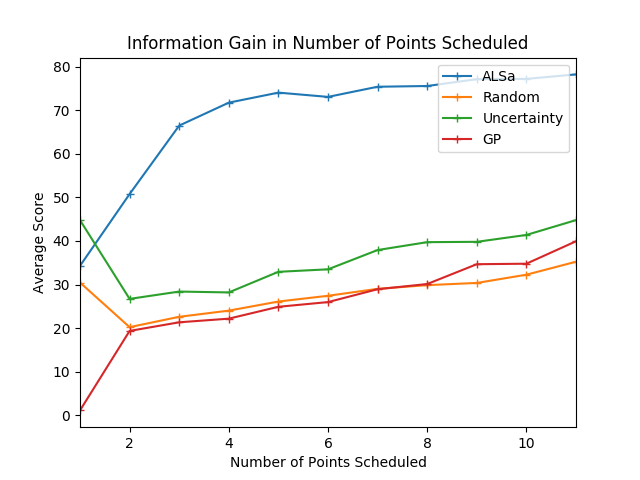 Information Gain in Number of Points Scheduled
80
70
60
50
40
30
20
10
0
Average Score
ALSa
Random
Uncertainty
GP
2
4
6
8
10
Number of Points Scheduled